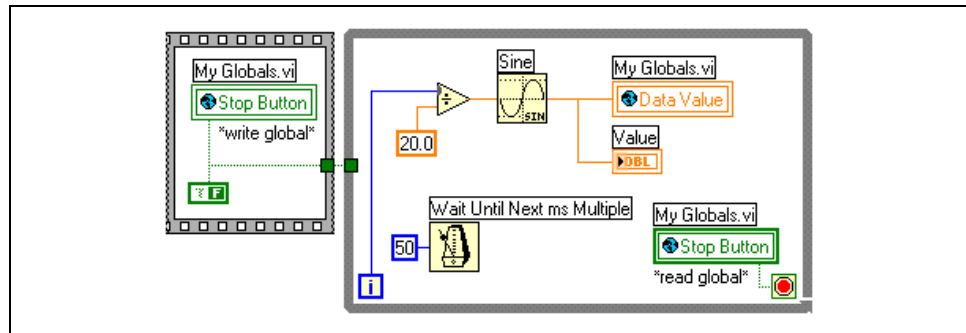 My Globals.vi
Stop Button
*write global*
F
Sine
SIN
20.0
My Globals.vi
Data Value
Value
DBL
Wait Until Next ms Multiple
50
i
My Globals.vi
Stop Button
*read global*